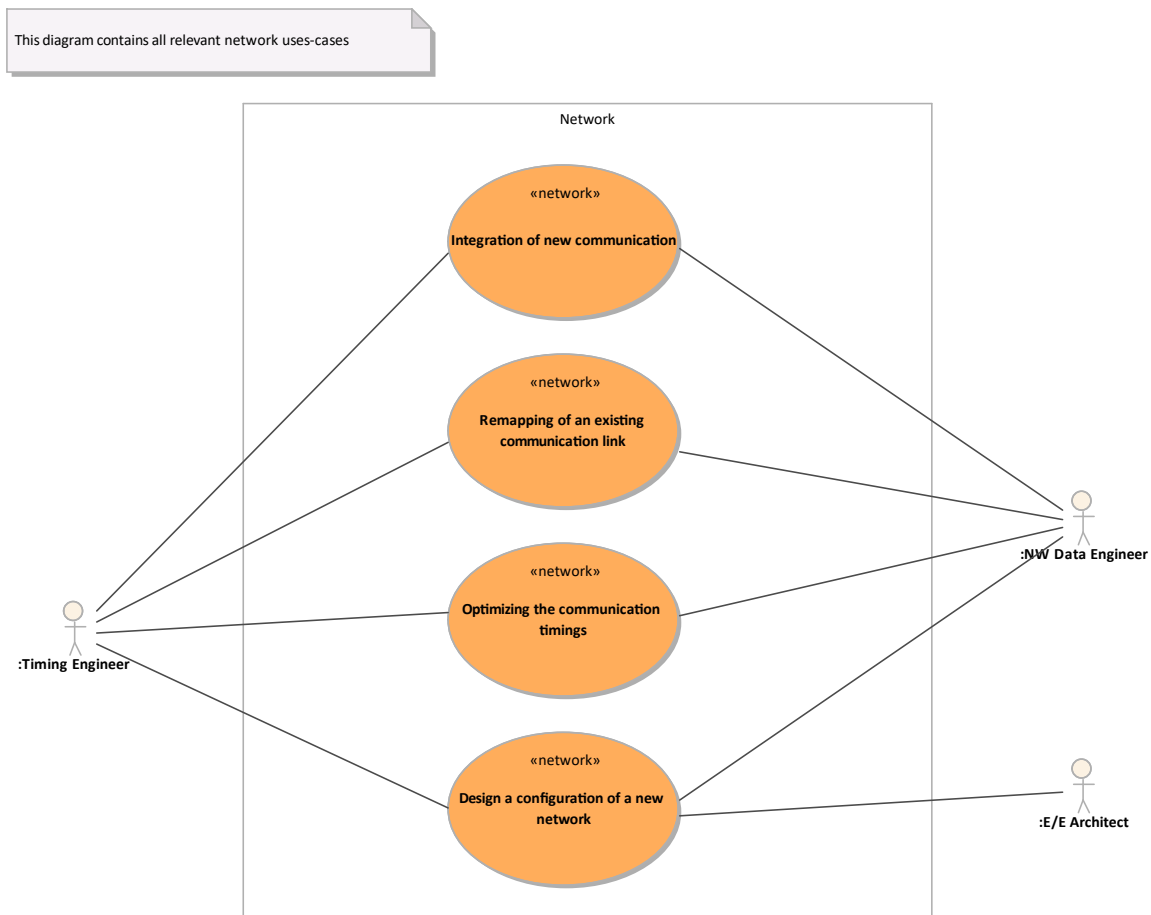 This diagram contains all relevant network uses-cases
Network
«network»
Integration of new communication
«network»
Remapping of an existing
communication link
:NW Data Engineer
«network»
Optimizing the communication
timings
:Timing Engineer
«network»
Design a configuration of a new
network
:E/E Architect